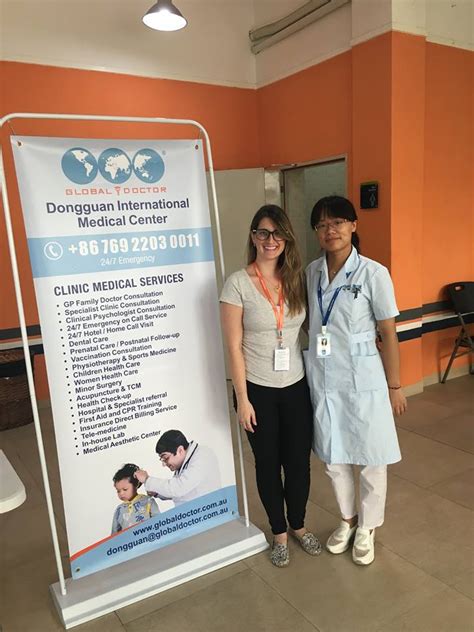 GLOBAL DOCTOR
Dongguan International
Medical Center
+86 769 2203 0011
24/7 Emergency
CLINIC MEDICAL SERVICES
GP Family Doctor Consultation
Specialist Clinic Consultation
Clinical Psychologist Consultation
24/7 Emergency on Call Service
24/7 Hotel / Home Call Visit
Dental Care
Prenatal Care / Postnatal Follow-up
Vaccination Consultation
Physiotherapy & Sports Medicine
Children Health Care
Women Health Care
Minor Surgery
Acupuncture & TCM
Health Check-up
Hospital & Specialist referral
First Aid and CPR Training
Insurance Direct Billing Service
Tele-medicine
In-house Lab
Medical Aesthetic Center
www.globaldoctor.com.au
dongguan@globaldoctor.com.au